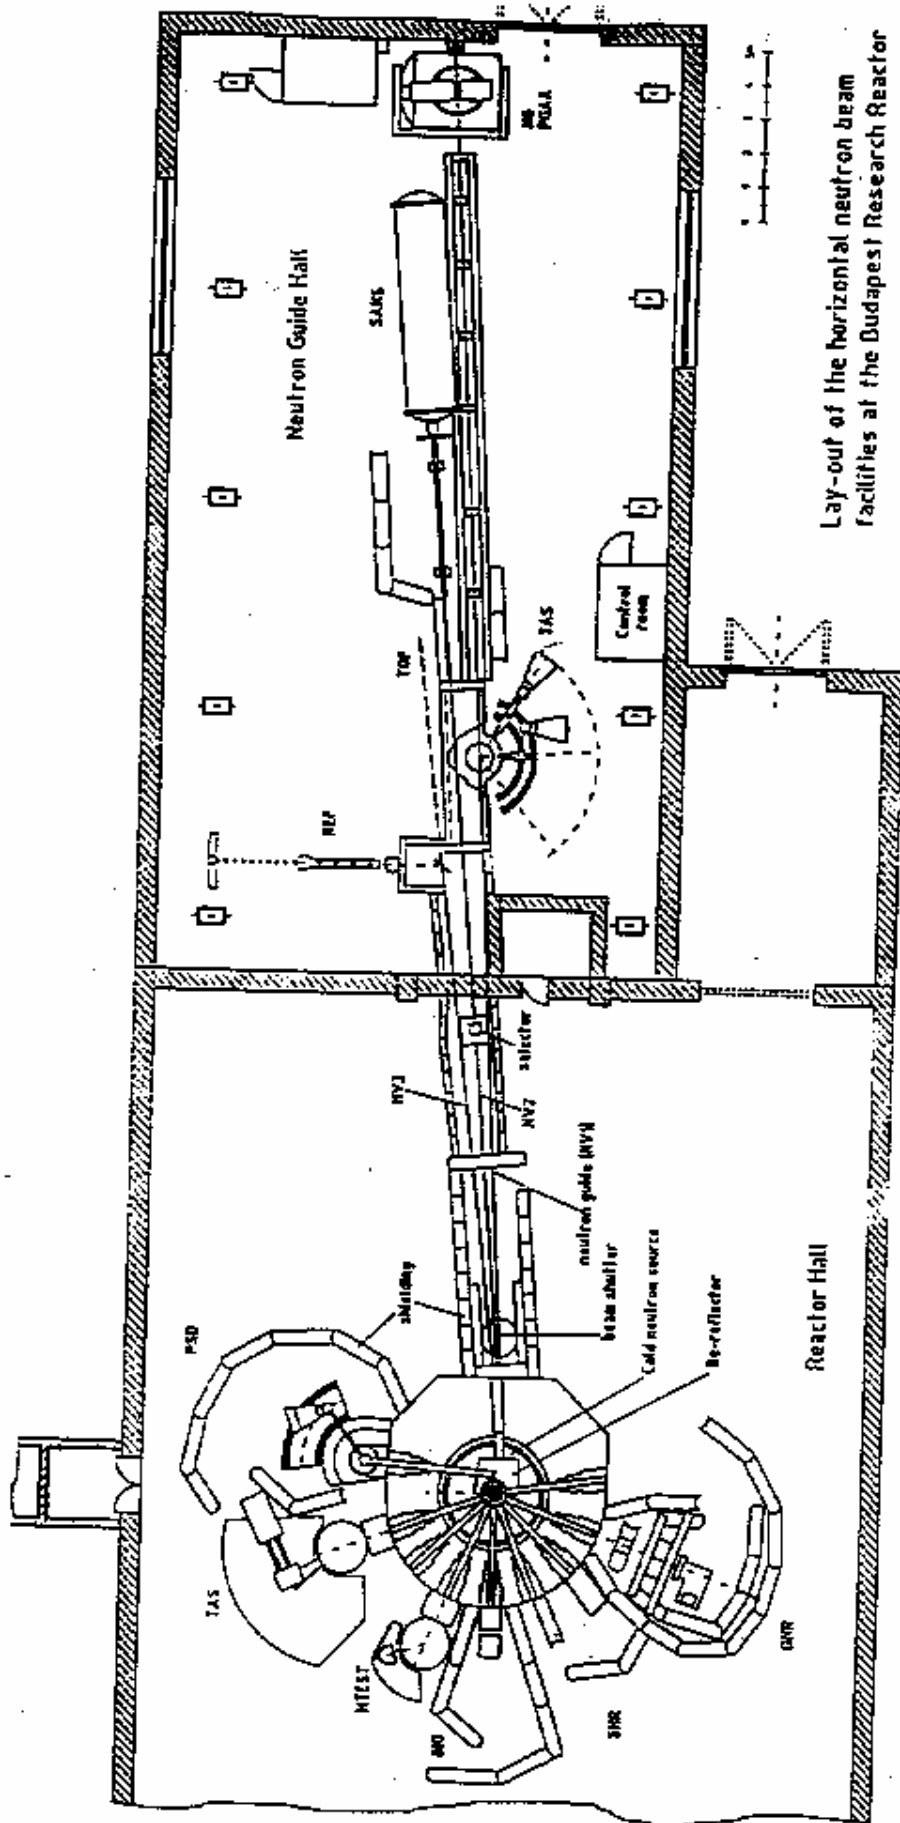 Neutron Guide Hall
SANS
PGAA
TOF
REF
TAS
Control
room
selector
NV3
NV2
neutron guide (NV1)
beam shutter
Cold neutron source
Be-reflector
shielding
PSD
TAS
MTEST
Reactor Hall
Lay-out of the horizontal neutron beam
facilities at the Budapest Research Reactor